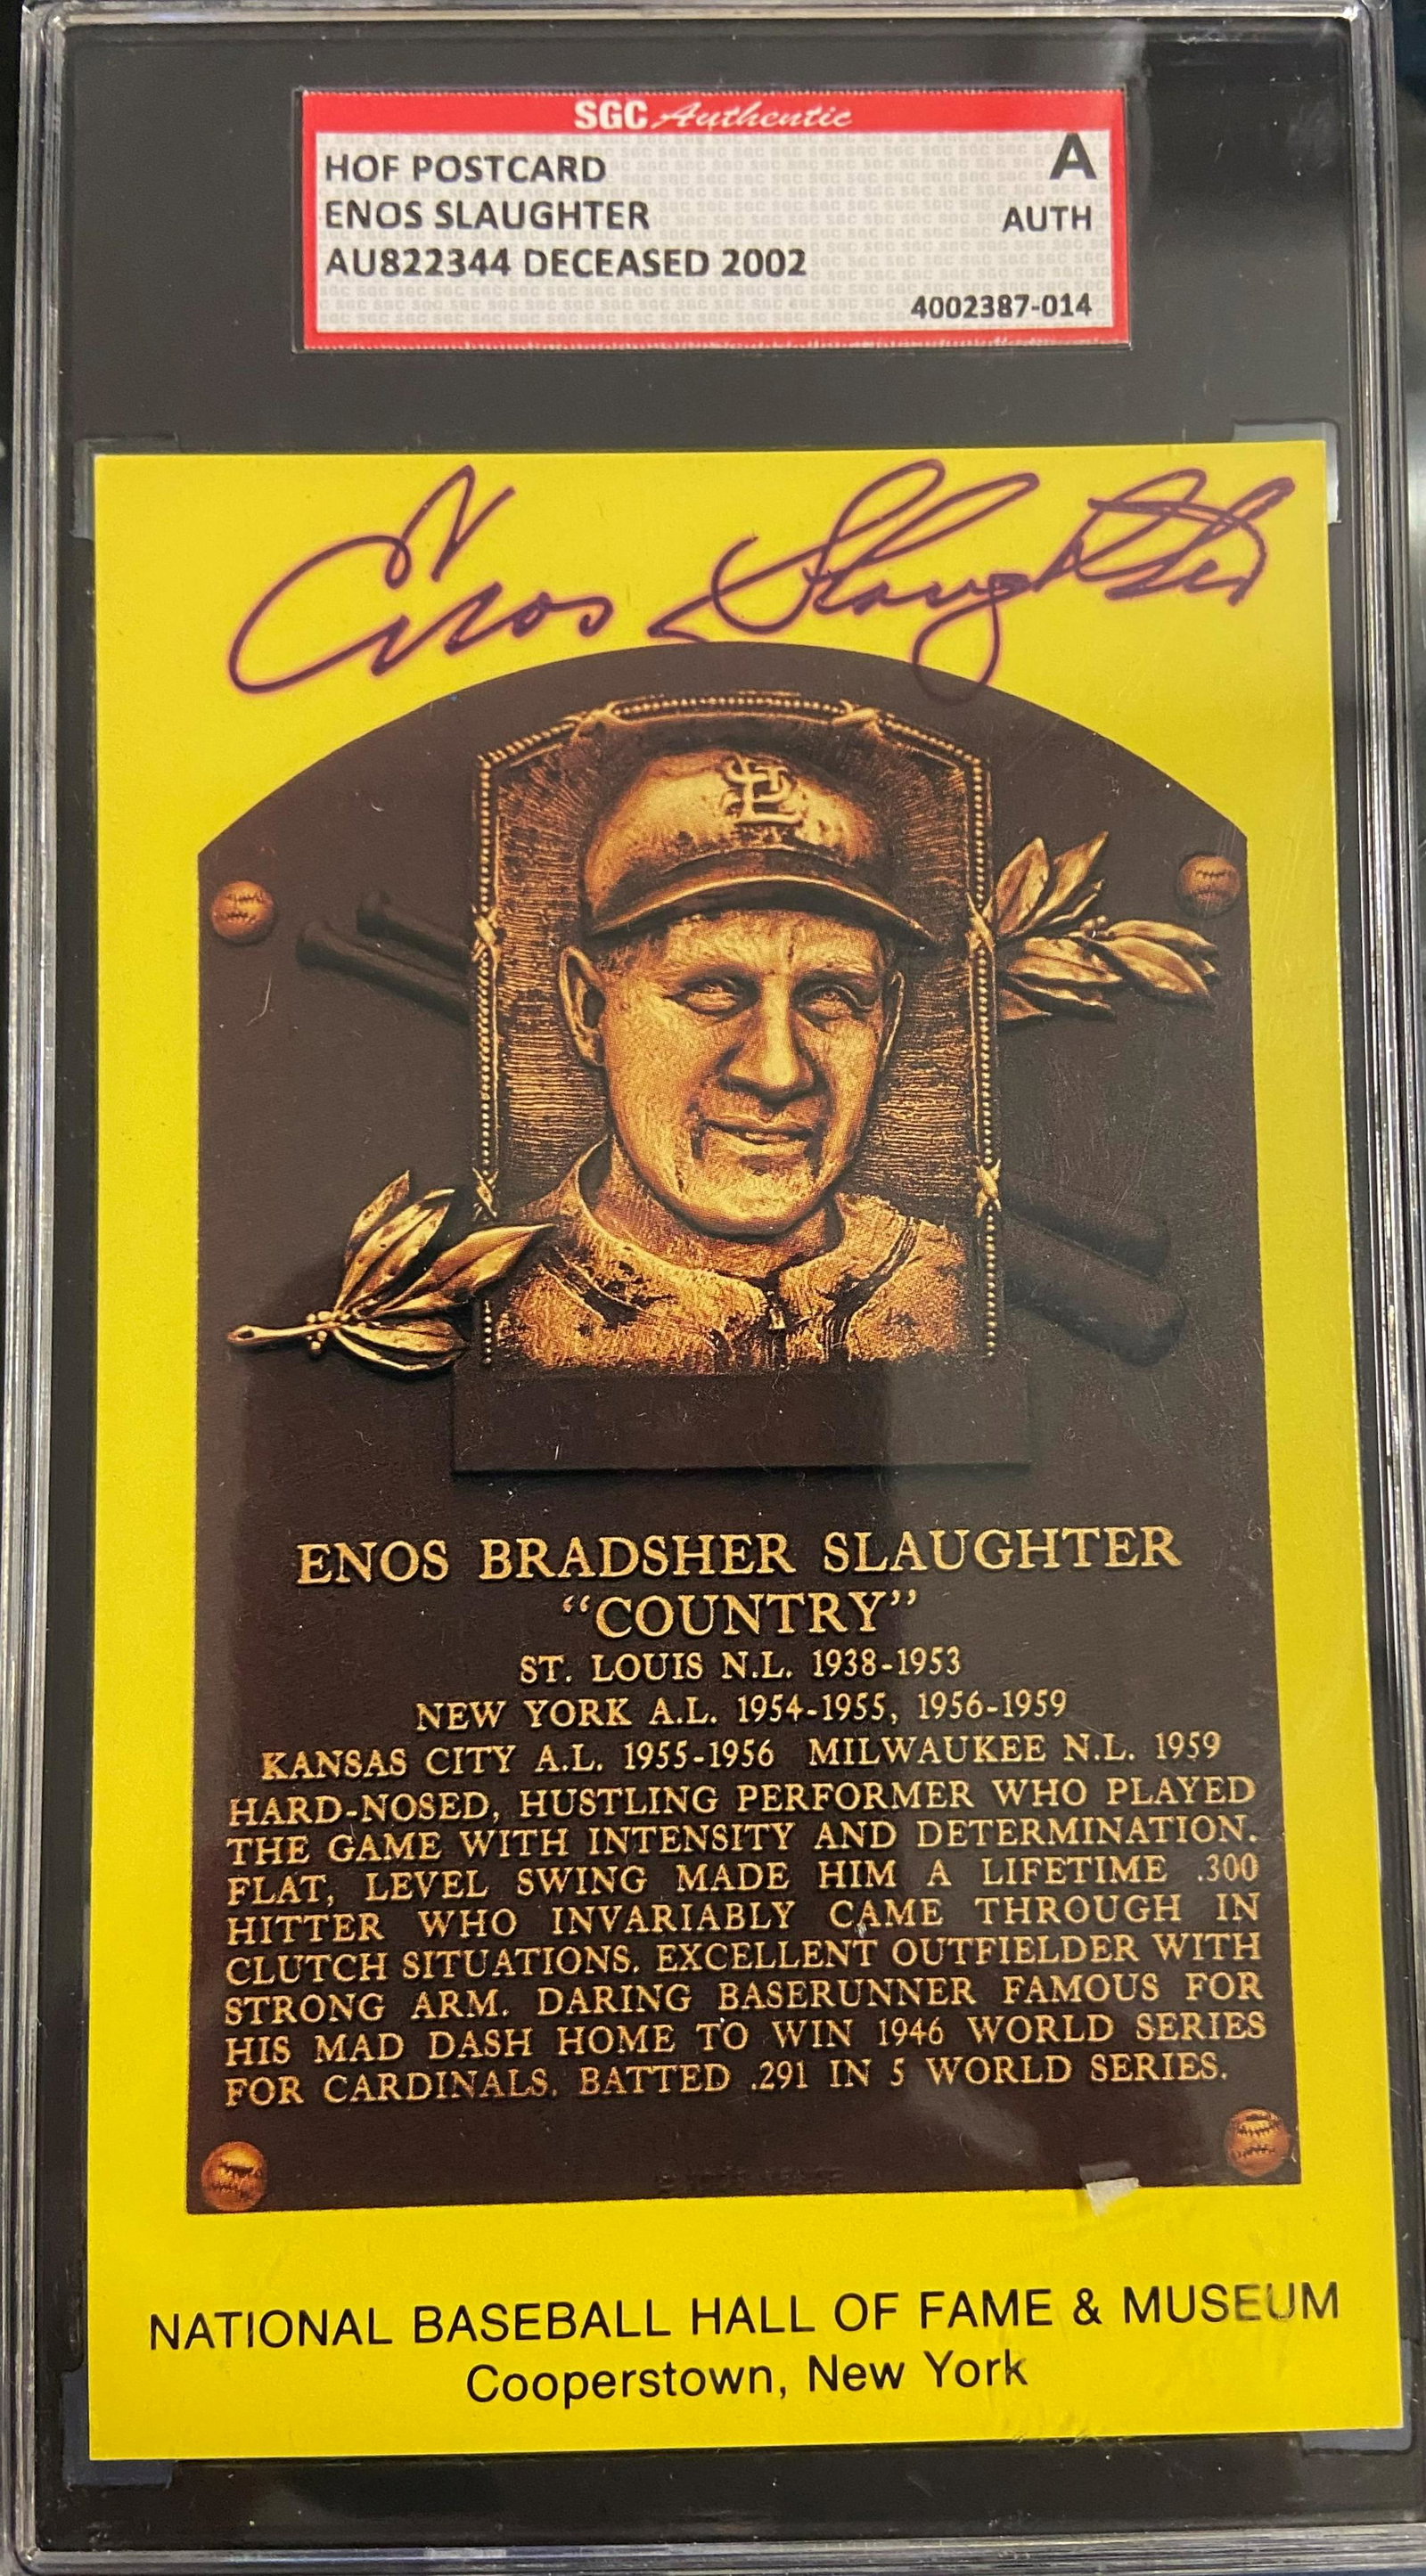 SGC Authentic
HOF POSTCARD
A
ENOS SLAUGHTER
AUTH
AU822344 DECEASED 2002
4002387-014
Enos Slaughter
StL
ENOS BRADSHER SLAUGHTER
“COUNTRY”
ST. LOUIS N.L. 1938-1953
NEW YORK A.L. 1954-1955, 1956-1959
KANSAS CITY A.L. 1955-1956 MILWAUKEE N.L. 1959
HARD-NOSED, HUSTLING PERFORMER WHO PLAYED
THE GAME WITH INTENSITY AND DETERMINATION.
FLAT, LEVEL SWING MADE HIM A LIFETIME .300
HITTER WHO INVARIABLY CAME THROUGH IN
CLUTCH SITUATIONS. EXCELLENT OUTFIELDER WITH
STRONG ARM. DARING BASERUNNER FAMOUS FOR
HIS MAD DASH HOME TO WIN 1946 WORLD SERIES
FOR CARDINALS. BATTED .291 IN 5 WORLD SERIES.
NATIONAL BASEBALL HALL OF FAME & MUSEUM
Cooperstown, New York